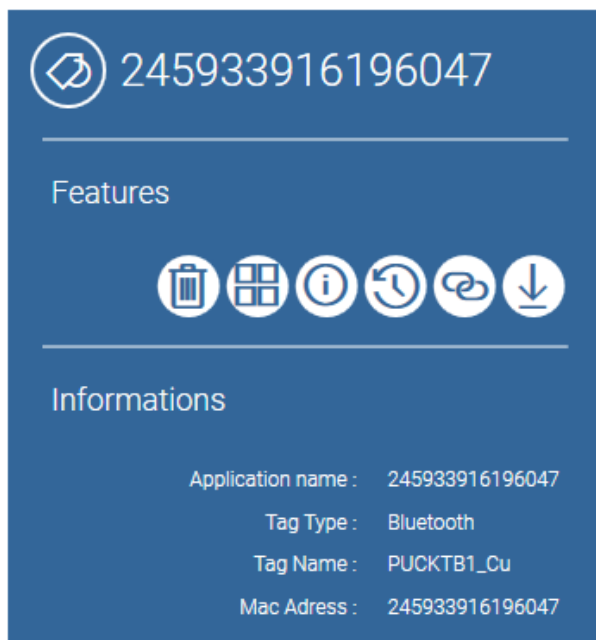 245933916196047
Features
Informations
Application name : 245933916196047
Tag Type : Bluetooth
Tag Name : PUCKTB1_Cu
Mac Adress : 245933916196047